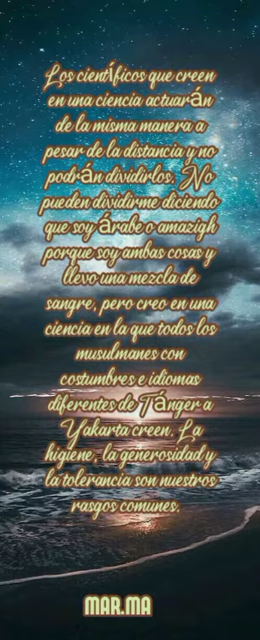 Los científicos que creen
en una ciencia actuarán
de la misma manera a
pesar de la distancia y no
podrán dividirlos. No
pueden dividirme diciendo
que soy árabe o amazigh
porque soy ambas cosas y
llevo una mezcla de
sangre, pero creo en una
ciencia en la que todos los
musulmanes con
costumbres e idiomas
diferentes de Tánger a
Yakarta creen. La
higiene, la generosidad y
la tolerancia son nuestros
rasgos comunes.
MAR.MA